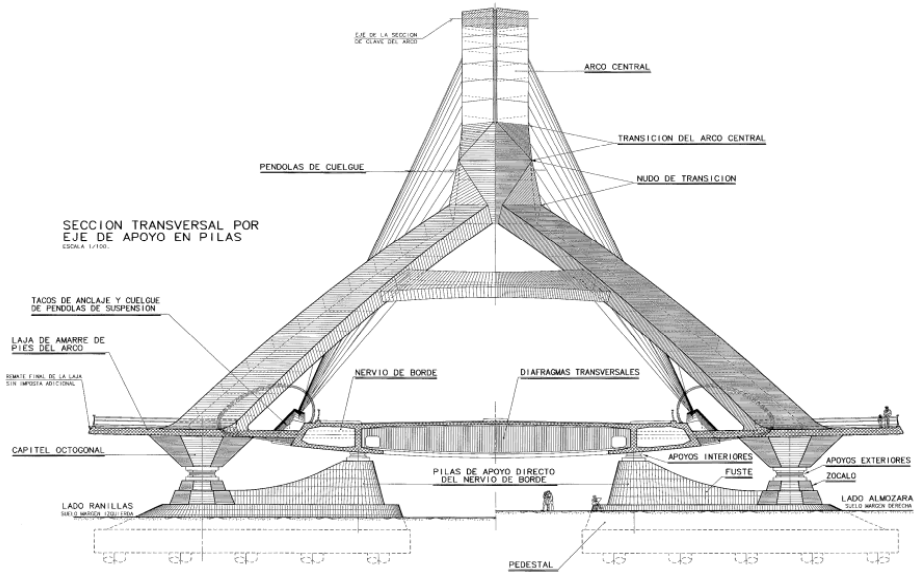 EJE DE LA SECCION
DE CLAVE DEL ARCO
ARCO CENTRAL
TRANSICION DEL ARCO CENTRAL
PENDOLAS DE CUELGUE
NUDO DE TRANSICION
SECCION TRANSVERSAL POR
EJE DE APOYO EN PILAS
ESCALA 1/100.
TACOS DE ANCLAJE Y CUELGUE
DE PENDOLAS DE SUSPENSION
LAJA DE AMARRE DE
PIES DEL ARCO
REMATE FINAL DE LA LAJA
SIN IMPOSTA ADICIONAL
NERVIO DE BORDE
DIAFRAGMAS TRANSVERSALES
CAPITEL OCTOGONAL
APOYOS INTERIORES
APOYOS EXTERIORES
PILAS DE APOYO DIRECTO
DEL NERVIO DE BORDE
FUSTE
ZOCALO
LADO RANILLAS
SUELO MARGEN IZQUIERDA
LADO ALMOZARA
SUELO MARGEN DERECHA
PEDESTAL